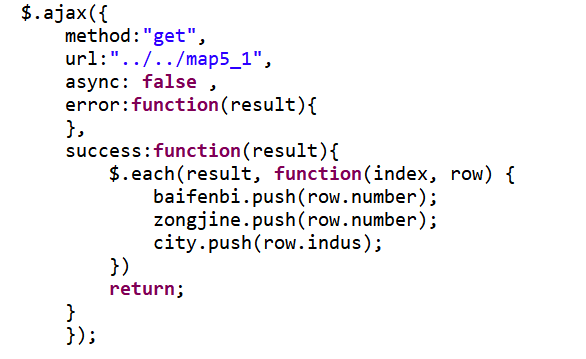 $.ajax({
    method:"get",
    url:"../../map5_1",
    async: false ,
    error:function(result){
    },
    success:function(result){
        $.each(result, function(index, row) {
            baifenbi.push(row.number);
            zongjine.push(row.number);
            city.push(row.indus);
        })
        return;
    }
    });